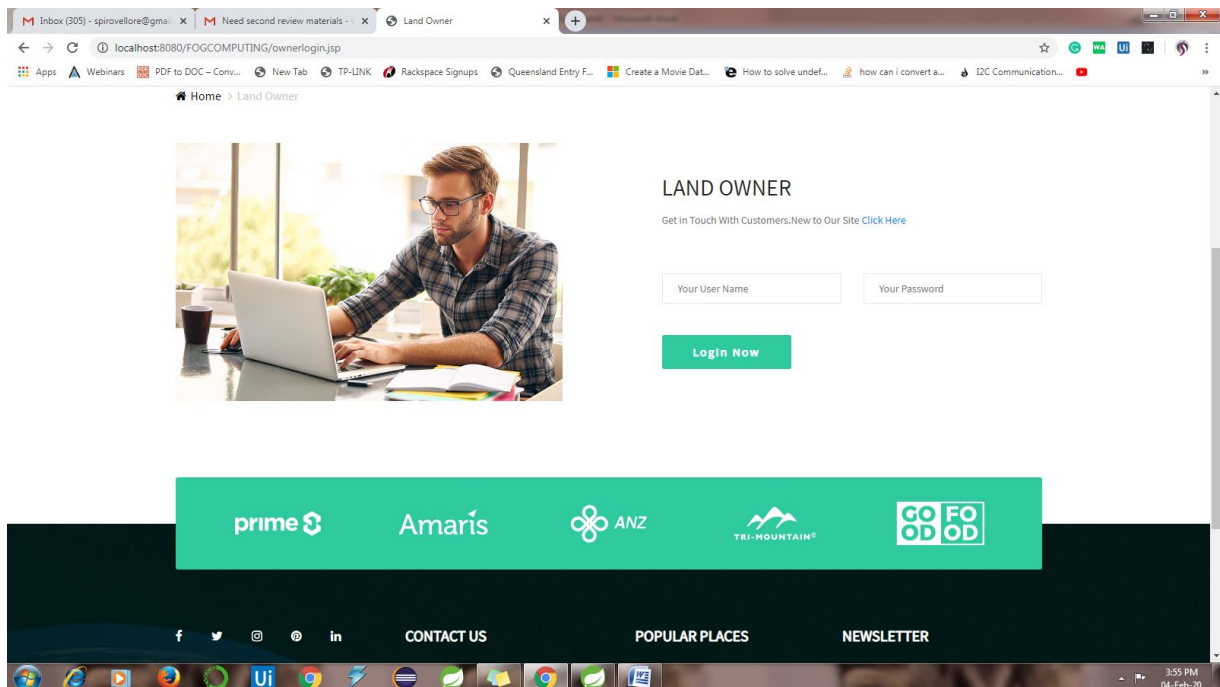 Inbox (305) - spirovellore@gmail
Need second review materials -
Land Owner
localhost:8080/FOGCOMPUTING/ownerlogin.jsp
Apps
Webinars
PDF to DOC – Conv...
New Tab
TP-LINK
Rackspace Signups
Queensland Entry F...
Create a Movie Dat...
How to solve undef...
how can i convert a...
I2C Communication...
Home > Land Owner
LAND OWNER
Get in Touch With Customers.New to Our Site Click Here
Your User Name
Your Password
LogIn Now
prime
Amaris
ANZ
TRI-MOUNTAIN
GO FO
OD OD
CONTACT US
POPULAR PLACES
NEWSLETTER
Ui
3:55 PM
04-Feb-20